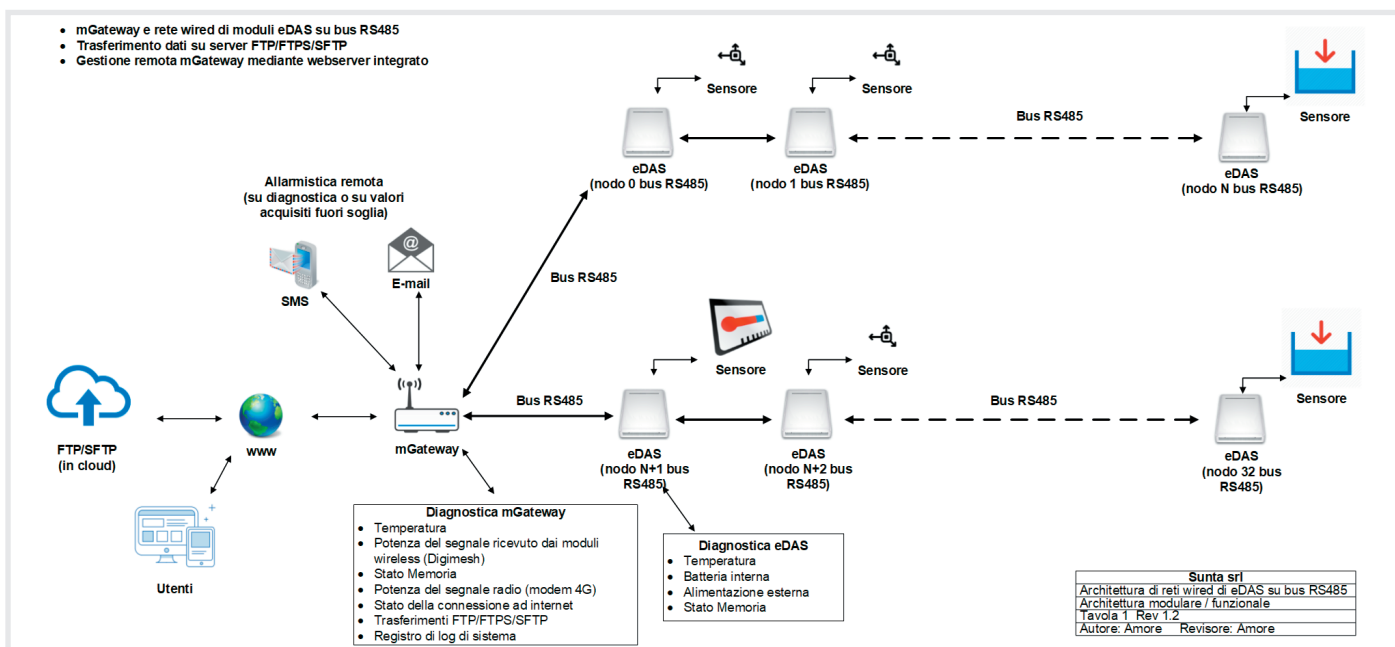 • mGateway e rete wired di moduli eDAS su bus RS485
• Trasferimento dati su server FTP/FTPS/SFTP
• Gestione remota mGateway mediante webserver integrato
Sensore
Sensore
Sensore
Bus RS485
eDAS
(nodo 0 bus RS485)
eDAS
(nodo 1 bus RS485)
eDAS
(nodo N bus RS485)
Allarmistica remota
(su diagnostica o su valori
acquisiti fuori soglia)
@
SMS
E-mail
Bus RS485
Sensore
Sensore
Sensore
Bus RS485
Bus RS485
FTP/SFTP
(in cloud)
www
mGateway
eDAS
(nodo N+1 bus
RS485)
eDAS
(nodo N+2 bus
RS485)
eDAS
(nodo 32 bus
RS485)
Utenti
Diagnostica mGateway
• Temperatura
• Potenza del segnale ricevuto dai moduli
wireless (Digimesh)
• Stato Memoria
• Potenza del segnale radio (modem 4G)
• Stato della connessione ad internet
• Trasferimenti FTP/FTPS/SFTP
• Registro di log di sistema
Diagnostica eDAS
• Temperatura
• Batteria interna
• Alimentazione esterna
• Stato Memoria
Sunta srl
Architettura di reti wired di eDAS su bus RS485
Architettura modulare / funzionale
Tavola 1 Rev 1.2
Autore: Amore Revisore: Amore